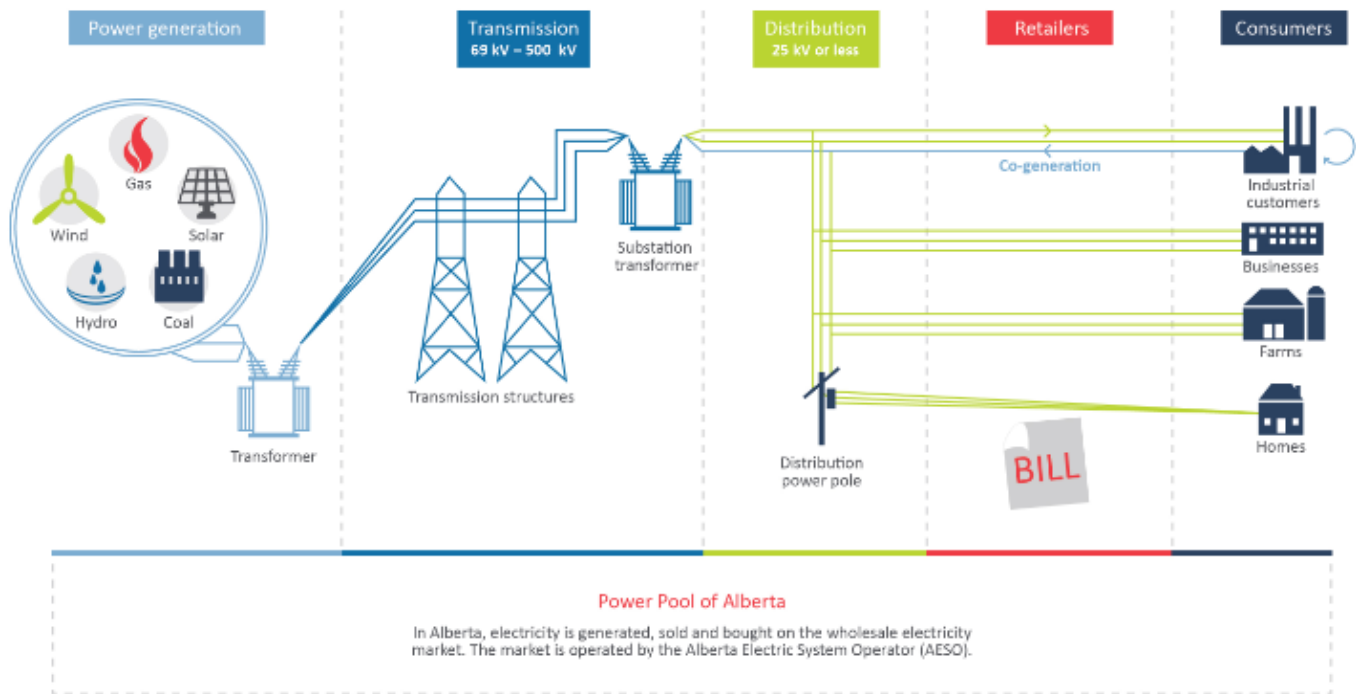 Power generation
Transmission
69 kV – 500 kV
Distribution
25 kV or less
Retailers
Consumers
Gas
Wind
Solar
Hydro
Coal
Transformer
Transmission structures
Substation
transformer
Co-generation
Industrial
customers
Businesses
Farms
Homes
Distribution
power pole
BILL
Power Pool of Alberta
In Alberta, electricity is generated, sold and bought on the wholesale electricity
market. The market is operated by the Alberta Electric System Operator (AESO).